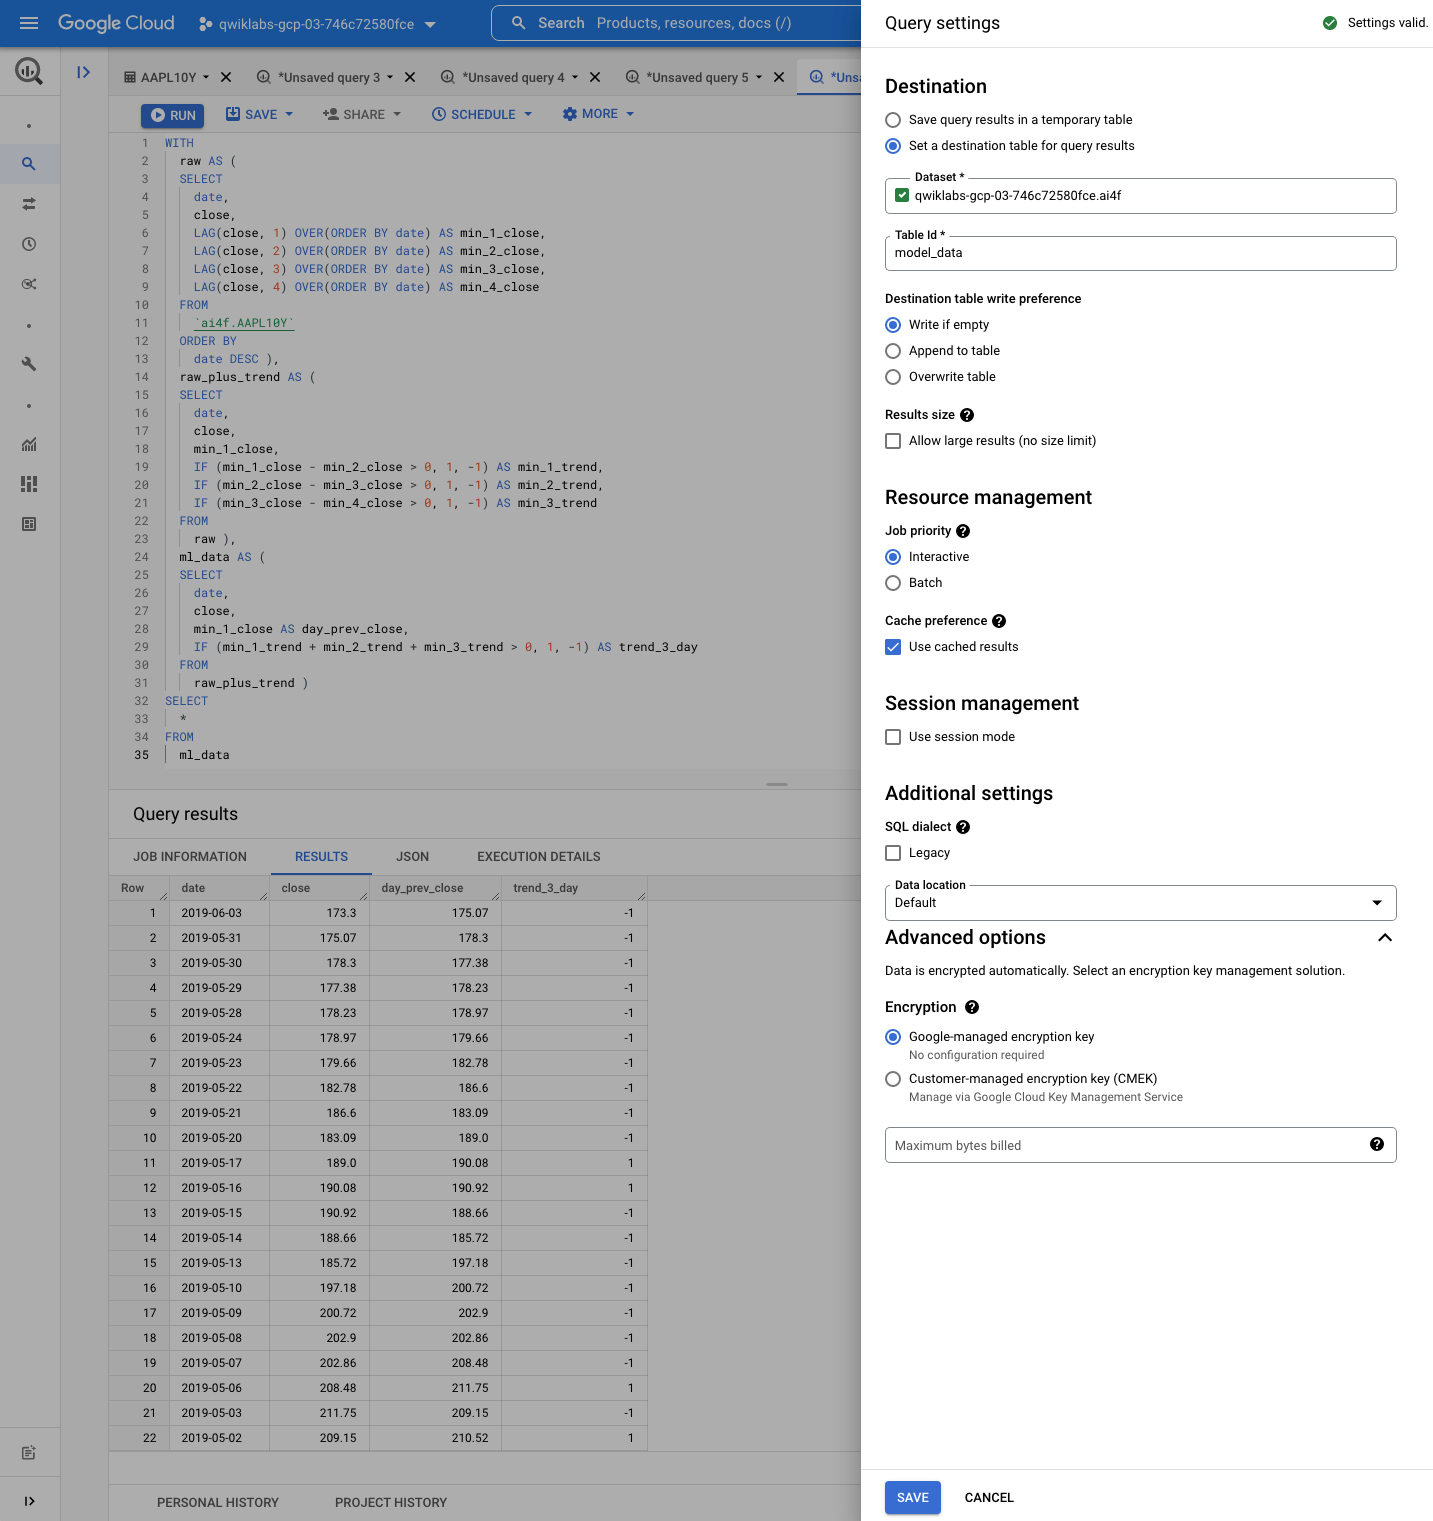 Google Cloud
qwiklabs-gcp-03-746c72580fce
Search Products, resources, docs (/)
AAPL10Y
*Unsaved query 3
*Unsaved query 4
*Unsaved query 5
*Unsa
RUN
SAVE
SHARE
SCHEDULE
MORE
1 WITH
2 raw AS (
3 SELECT
4 date,
5 close,
6 LAG(close, 1) OVER(ORDER BY date) AS min_1_close,
7 LAG(close, 2) OVER(ORDER BY date) AS min_2_close,
8 LAG(close, 3) OVER(ORDER BY date) AS min_3_close,
9 LAG(close, 4) OVER(ORDER BY date) AS min_4_close
10 FROM
11 `ai4f.AAPL10Y`
12 ORDER BY
13 date DESC ),
14 raw_plus_trend AS (
15 SELECT
16 date,
17 close,
18 min_1_close,
19 IF (min_1_close - min_2_close > 0, 1, -1) AS min_1_trend,
20 IF (min_2_close - min_3_close > 0, 1, -1) AS min_2_trend,
21 IF (min_3_close - min_4_close > 0, 1, -1) AS min_3_trend
22 FROM
23 raw ),
24 ml_data AS (
25 SELECT
26 date,
27 close,
28 min_1_close AS day_prev_close,
29 IF (min_1_trend + min_2_trend + min_3_trend > 0, 1, -1) AS trend_3_day
30 FROM
31 raw_plus_trend )
32 SELECT
33 *
34 FROM
35 ml_data
Query results
JOB INFORMATION RESULTS JSON EXECUTION DETAILS
Row date close day_prev_close trend_3_day
1 2019-06-03 173.3 175.07 -1
2 2019-05-31 175.07 178.3 -1
3 2019-05-30 178.3 177.38 -1
4 2019-05-29 177.38 178.23 -1
5 2019-05-28 178.23 178.97 -1
6 2019-05-24 178.97 179.66 -1
7 2019-05-23 179.66 182.78 -1
8 2019-05-22 182.78 186.6 -1
9 2019-05-21 186.6 183.09 -1
10 2019-05-20 183.09 189.0 -1
11 2019-05-17 189.0 190.08 1
12 2019-05-16 190.08 190.92 1
13 2019-05-15 190.92 188.66 -1
14 2019-05-14 188.66 185.72 -1
15 2019-05-13 185.72 197.18 -1
16 2019-05-10 197.18 200.72 -1
17 2019-05-09 200.72 202.9 -1
18 2019-05-08 202.9 202.86 -1
19 2019-05-07 202.86 208.48 -1
20 2019-05-06 208.48 211.75 1
21 2019-05-03 211.75 209.15 -1
22 2019-05-02 209.15 210.52 1
PERSONAL HISTORY PROJECT HISTORY
Query settings
Settings valid.
Destination
Save query results in a temporary table
Set a destination table for query results
Dataset *
qwiklabs-gcp-03-746c72580fce.ai4f
Table Id *
model_data
Destination table write preference
Write if empty
Append to table
Overwrite table
Results size
Allow large results (no size limit)
Resource management
Job priority
Interactive
Batch
Cache preference
Use cached results
Session management
Use session mode
Additional settings
SQL dialect
Legacy
Data location
Default
Advanced options
Data is encrypted automatically. Select an encryption key management solution.
Encryption
Google-managed encryption key
No configuration required
Customer-managed encryption key (CMEK)
Manage via Google Cloud Key Management Service
Maximum bytes billed
SAVE
CANCEL